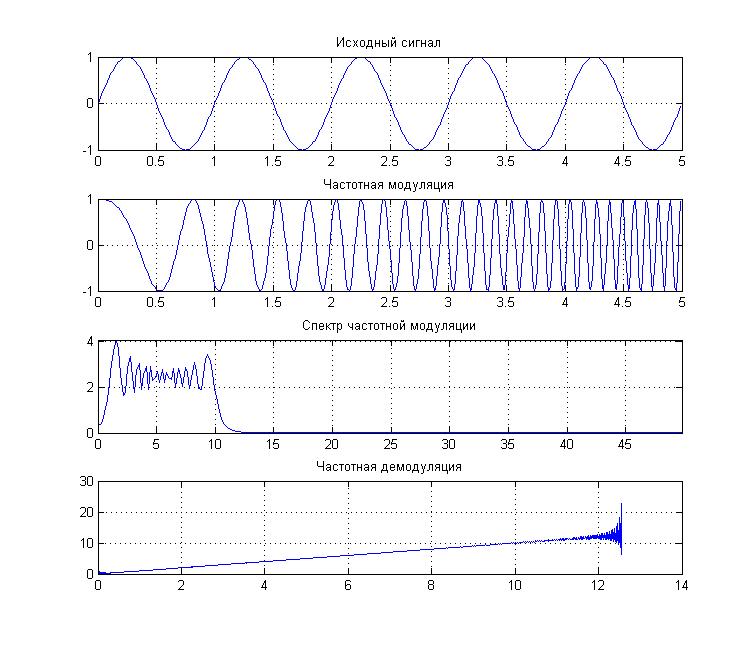 Исходный сигнал
1
0
-1
0 0.5 1 1.5 2 2.5 3 3.5 4 4.5 5
Частотная модуляция
1
0
-1
0 0.5 1 1.5 2 2.5 3 3.5 4 4.5 5
Спектр частотной модуляции
4
2
0
0 5 10 15 20 25 30 35 40 45
Частотная демодуляция
30
20
10
0
0 2 4 6 8 10 12 14